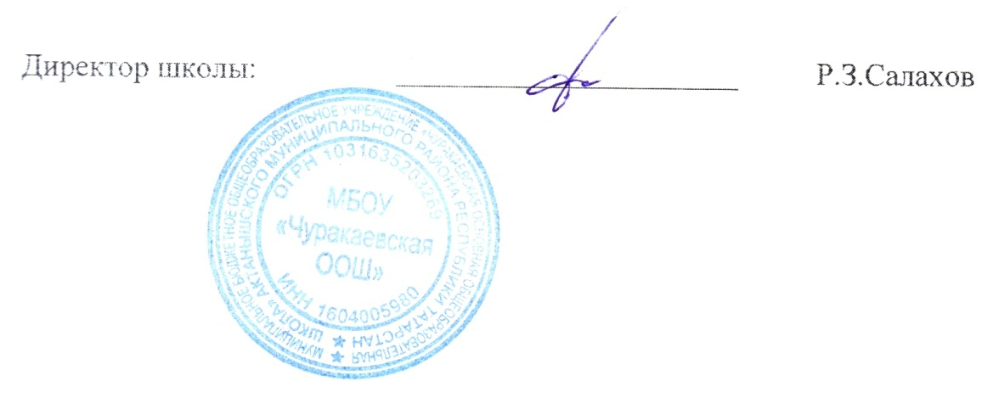 Директор школы: Р.З.Салахов
МУНИЦИПАЛЬНОЕ БЮДЖЕТНОЕ ОБЩЕОБРАЗОВАТЕЛЬНОЕ УЧРЕЖДЕНИЕ «ЧУРАКАЕВСКАЯ ОСНОВНАЯ ОБЩЕОБРАЗОВАТЕЛЬНАЯ
ШКОЛА» АКТАНЫШСКОГО МУНИЦИПАЛЬНОГО РАЙОНА РЕСПУБЛИКИ ТАТАРСТАН
ОГРН 1031635203289
МБОУ
«Чуракаевская
ООШ»
ИНН 1604005980